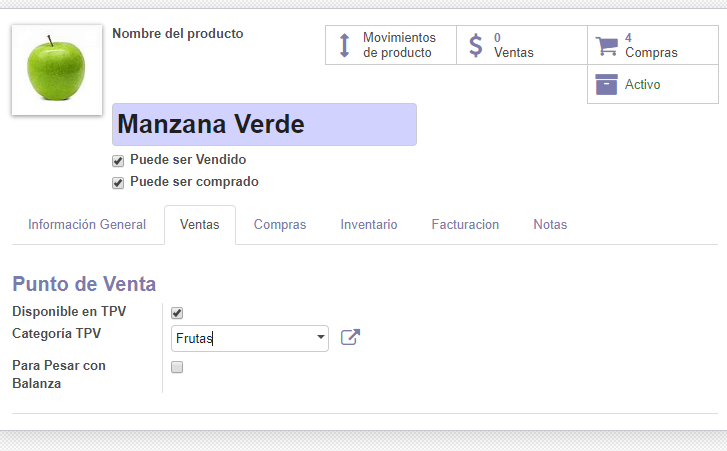 Nombre del producto
Movimientos
de producto
0
Ventas
4
Compras
Activo
Manzana Verde
Puede ser Vendido
Puede ser comprado
Información General Ventas Compras Inventario Facturacion Notas
Punto de Venta
Disponible en TPV
Categoría TPV Frutas
Para Pesar con
Balanza